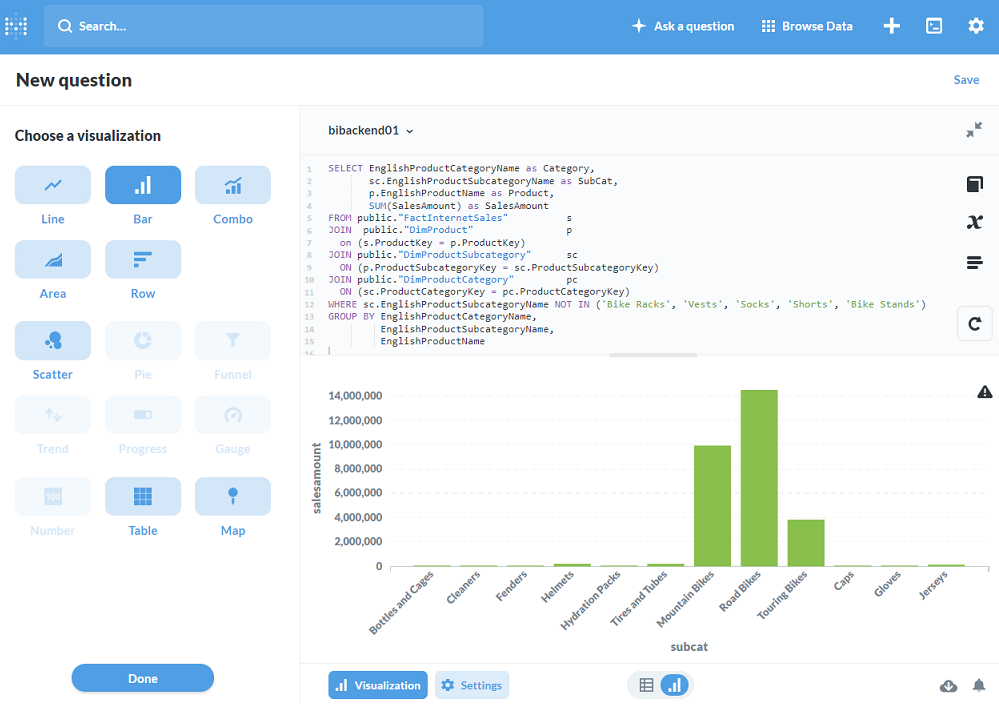 Search...
Ask a question
Browse Data
New question
Save
Choose a visualization
Line
Bar
Combo
Area
Row
Scatter
Pie
Funnel
Trend
Progress
Gauge
100
Number
Table
Map
Done
bibackend01
1 SELECT EnglishProductCategoryName as Category,
2 sc.EnglishProductSubcategoryName as SubCat,
3 p.EnglishProductName as Product,
4 SUM(SalesAmount) as SalesAmount
5 FROM public."FactInternetSales" s
6 JOIN public."DimProduct" p
7 on (s.ProductKey = p.ProductKey)
8 JOIN public."DimProductSubcategory" sc
9 ON (p.ProductSubcategoryKey = sc.ProductSubcategoryKey)
10 JOIN public."DimProductCategory" pc
11 ON (sc.ProductCategoryKey = pc.ProductCategoryKey)
12 WHERE sc.EnglishProductSubcategoryName NOT IN ('Bike Racks', 'Vests', 'Socks', 'Shorts', 'Bike Stands')
13 GROUP BY EnglishProductCategoryName,
14 EnglishProductSubcategoryName,
15 EnglishProductName
16
x
salesamount
14,000,000
12,000,000
10,000,000
8,000,000
6,000,000
4,000,000
2,000,000
0
Bottles and Cages
Cleaners
Fenders
Helmets
Hydration Packs
Tires and Tubes
Mountain Bikes
Road Bikes
Touring Bikes
Caps
Gloves
Jerseys
subcat
Visualization
Settings